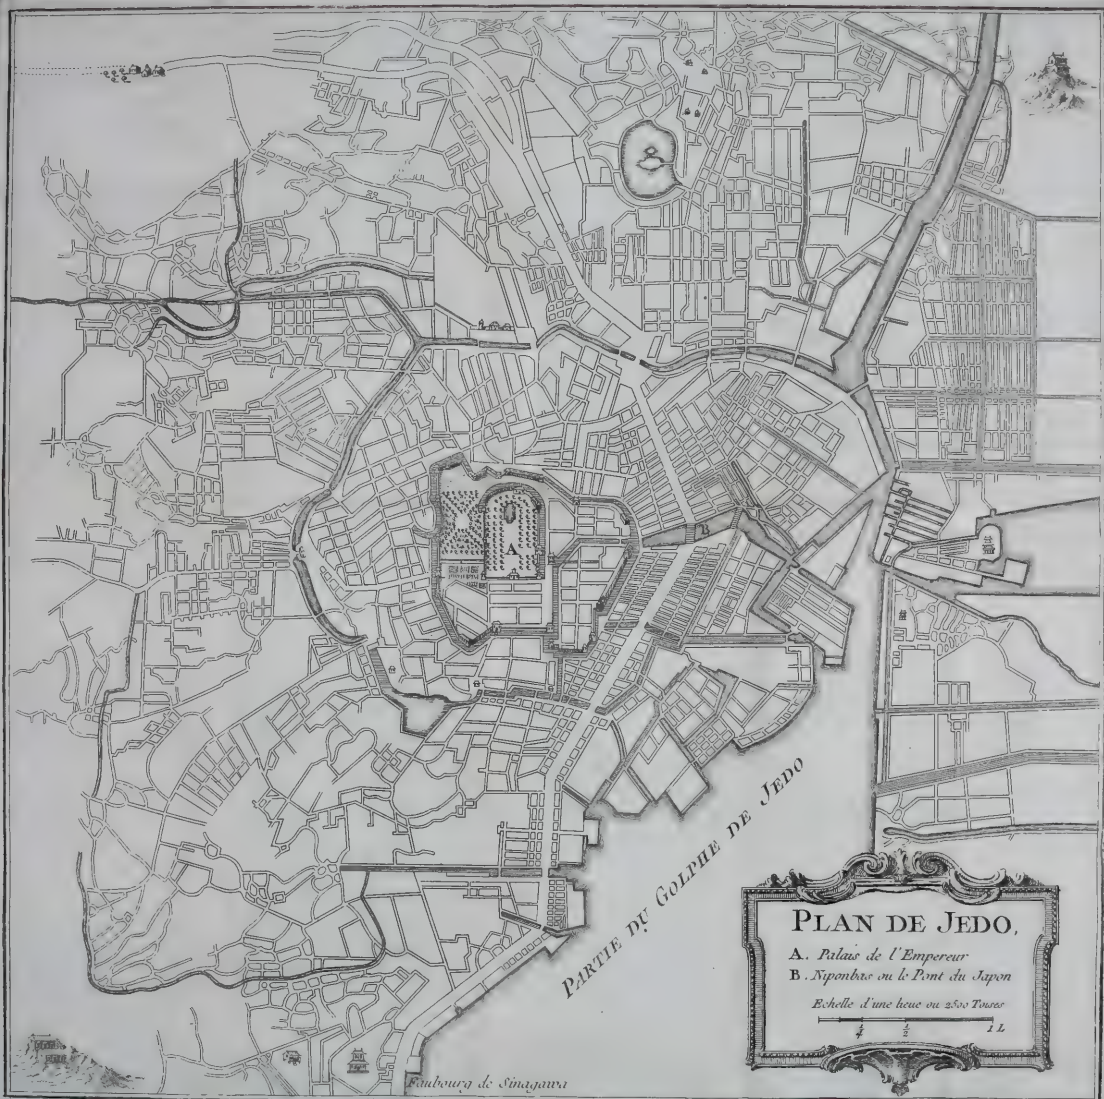 PARTIE DU GOLPHE DE JEDO
A
B
PLAN DE JEDO,
A. Palais de l'Empereur
B. Niponbas ou le Pont du Japon
Echelle d'une lieue ou 2500 Toises
1/4 1/2 1 L
Faubourg de Sinagawa